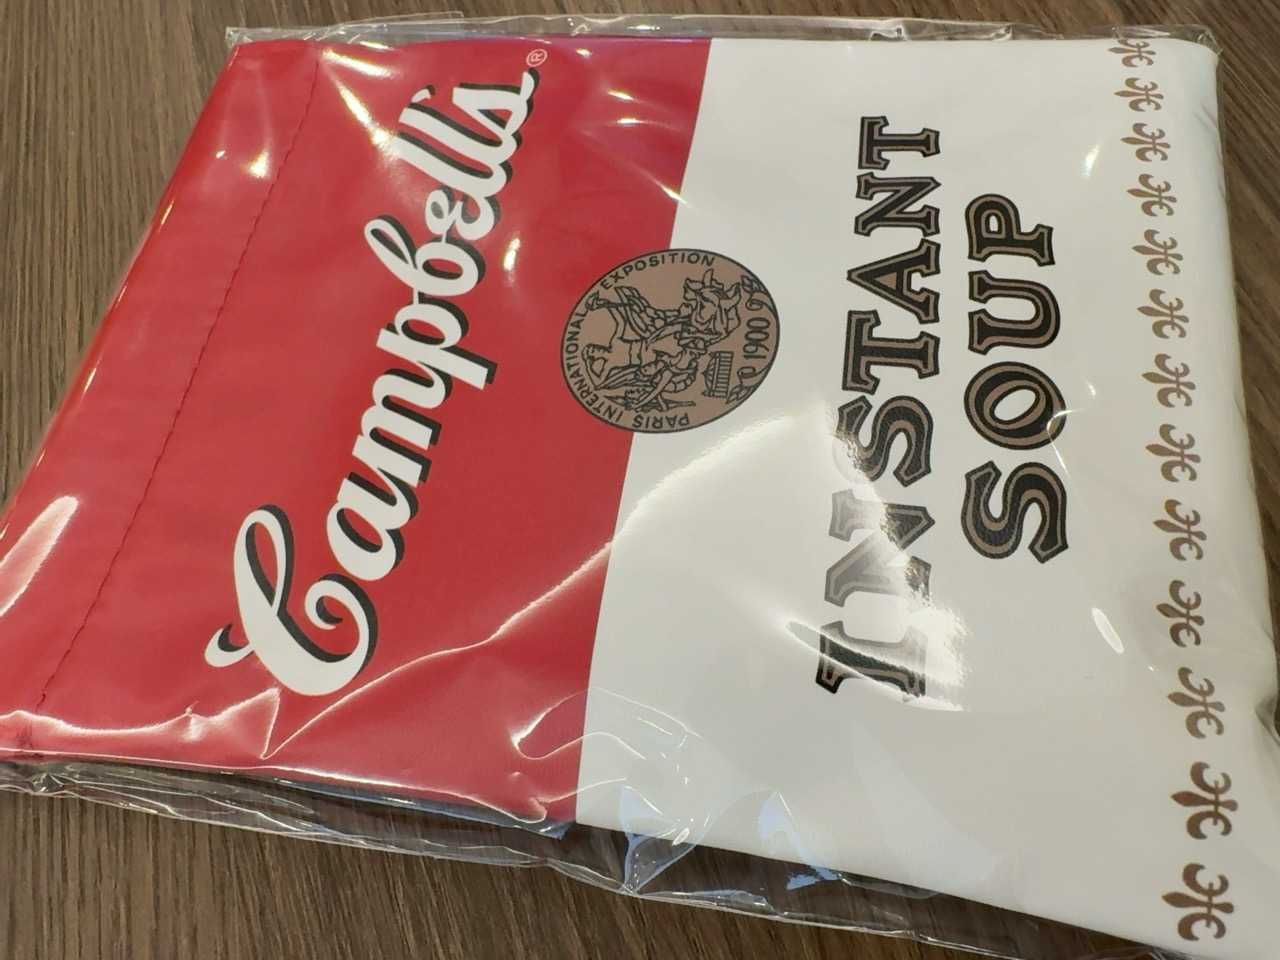 Campbell's®
PARIS INTERNATIONAL EXPOSITION
1900
INSTANT
SOUP